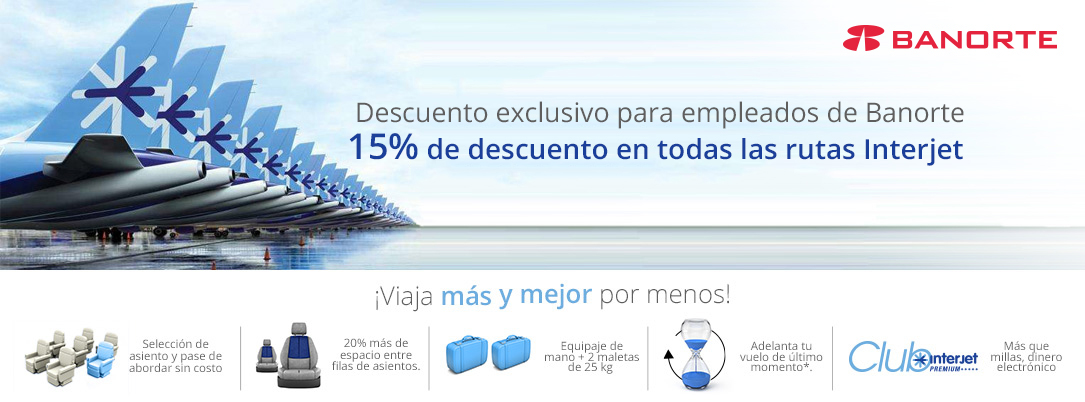 BANORTE
Descuento exclusivo para empleados de Banorte
15% de descuento en todas las rutas Interjet
¡Viaja más y mejor por menos!
Selección de
asiento y pase de
abordar sin costo
20% más de
espacio entre
filas de asientos.
Equipaje de
mano + 2 maletas
de 25 kg
Adelanta tu
vuelo de último
momento*.
Club interjet
PREMIUM
Más que
millas, dinero
electrónico